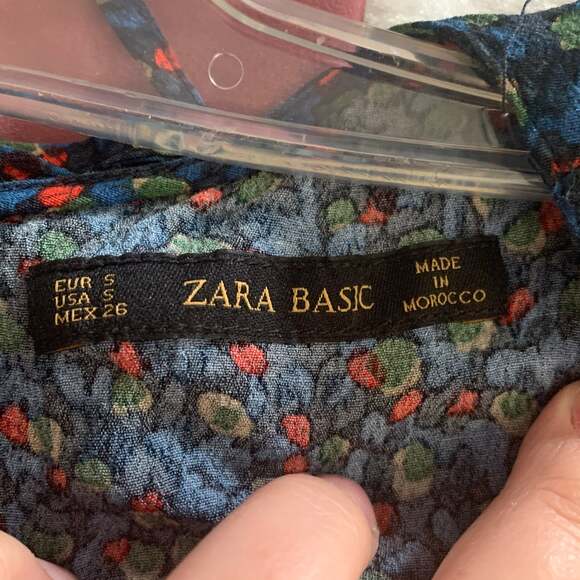 EUR S
USA S
MEX 26
ZARA BASIC
MADE
IN
MOROCCO